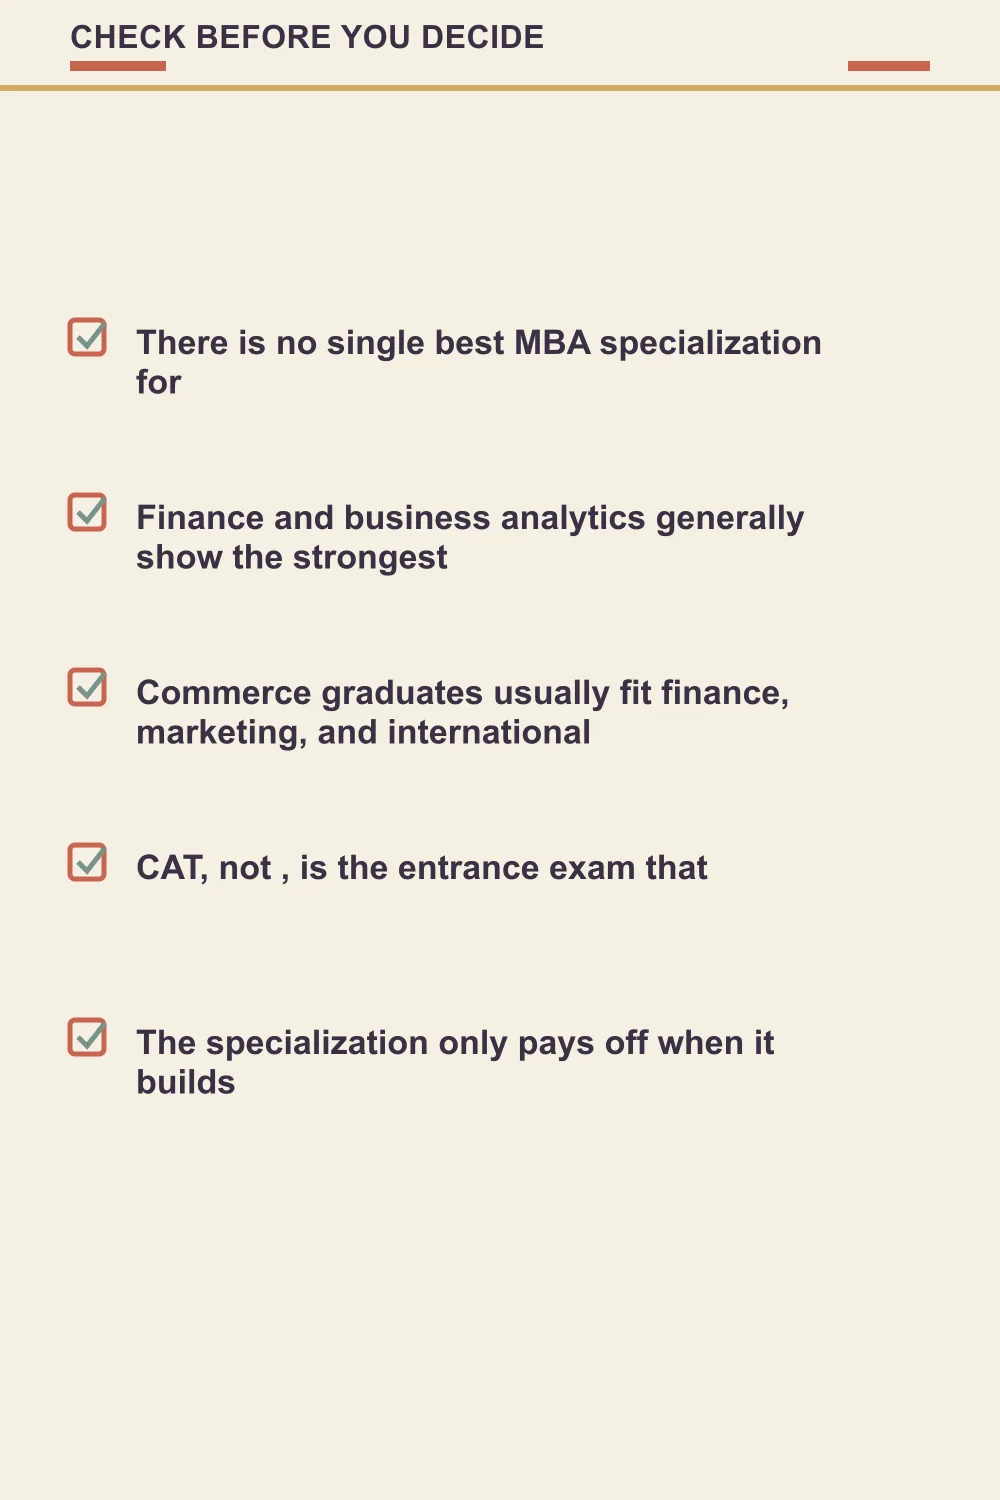 CHECK BEFORE YOU DECIDE
There is no single best MBA specialization
for
Finance and business analytics generally
show the strongest
Commerce graduates usually fit finance,
marketing, and international
CAT, not , is the entrance exam that
The specialization only pays off when it
builds